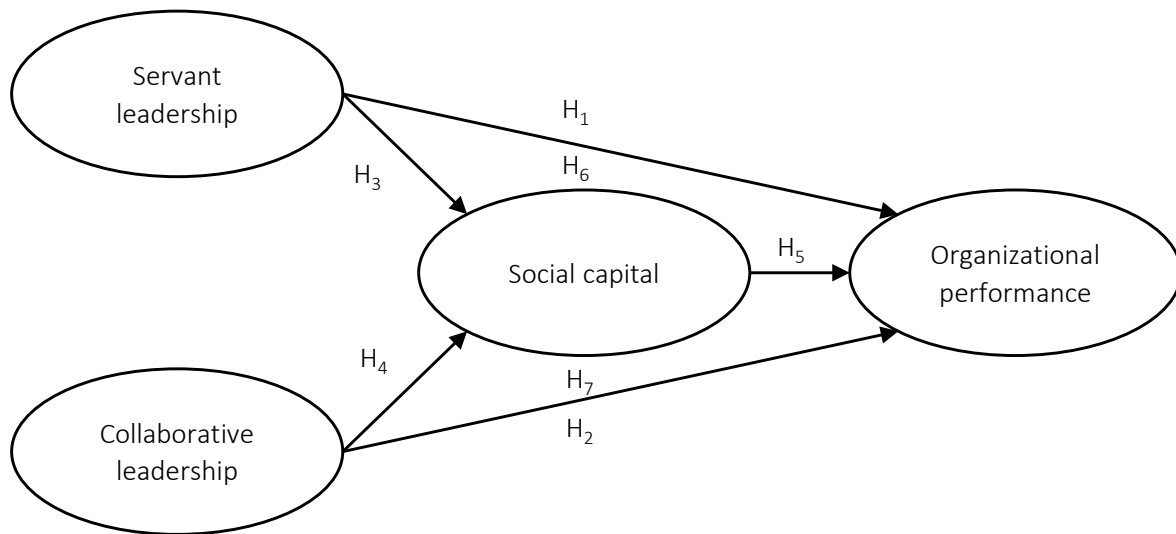 Servant
leadership
H₁
H₆
H₃
Social capital
H₅
Organizational
performance
H₄
H₇
H₂
Collaborative
leadership